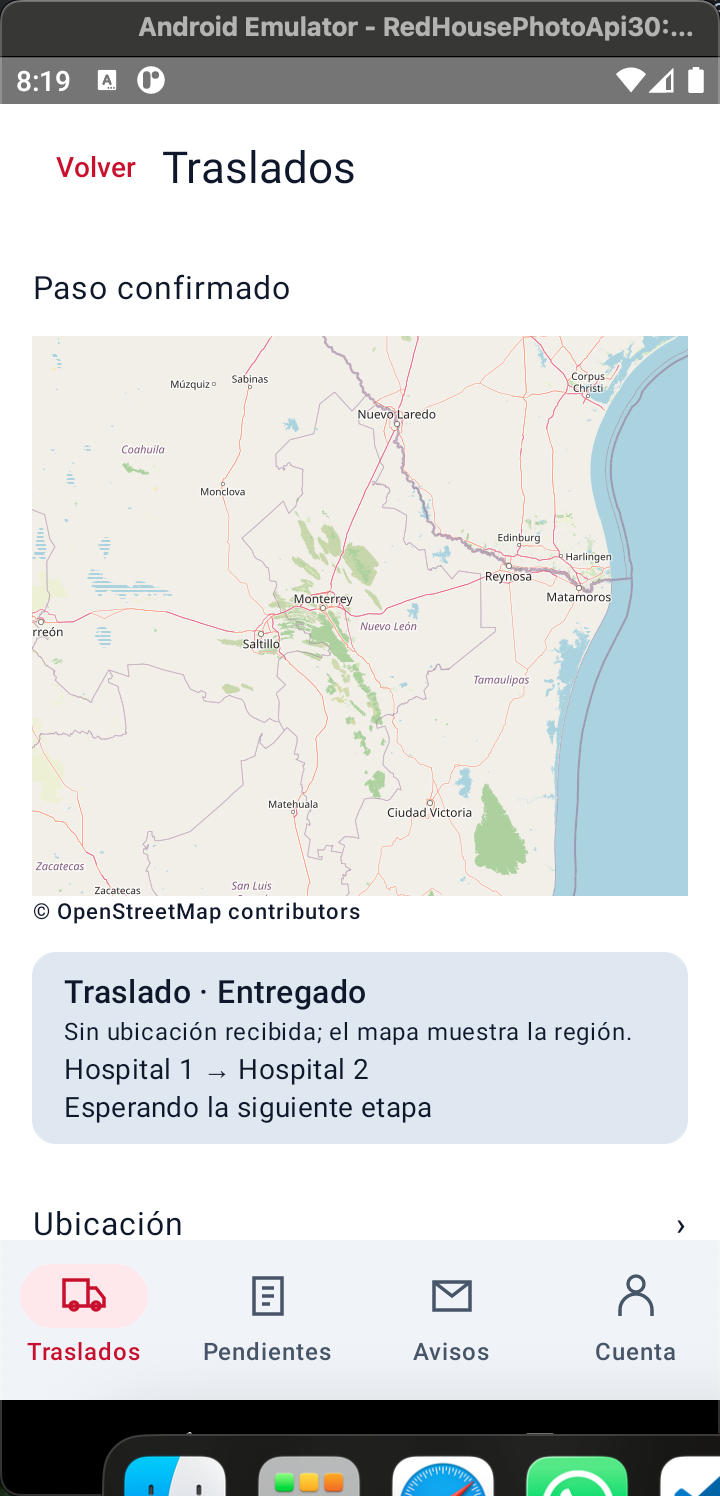 Android Emulator - RedHousePhotoApi30:...
8:19
Volver
Traslados
Paso confirmado
Múzquiz
Sabinas
Corpus
Christi
Nuevo Laredo
Coahuila
Monclova
Edinburg
Harlingen
Reynosa
Matamoros
Monterrey
Nuevo León
rreón
Saltillo
Tamaulipas
Matehuala
Ciudad Victoria
Zacatecas
Zacatecas
San Luis
© OpenStreetMap contributors
Traslado · Entregado
Sin ubicación recibida; el mapa muestra la región.
Hospital 1 → Hospital 2
Esperando la siguiente etapa
Ubicación ›
Traslados
Pendientes
Avisos
Cuenta